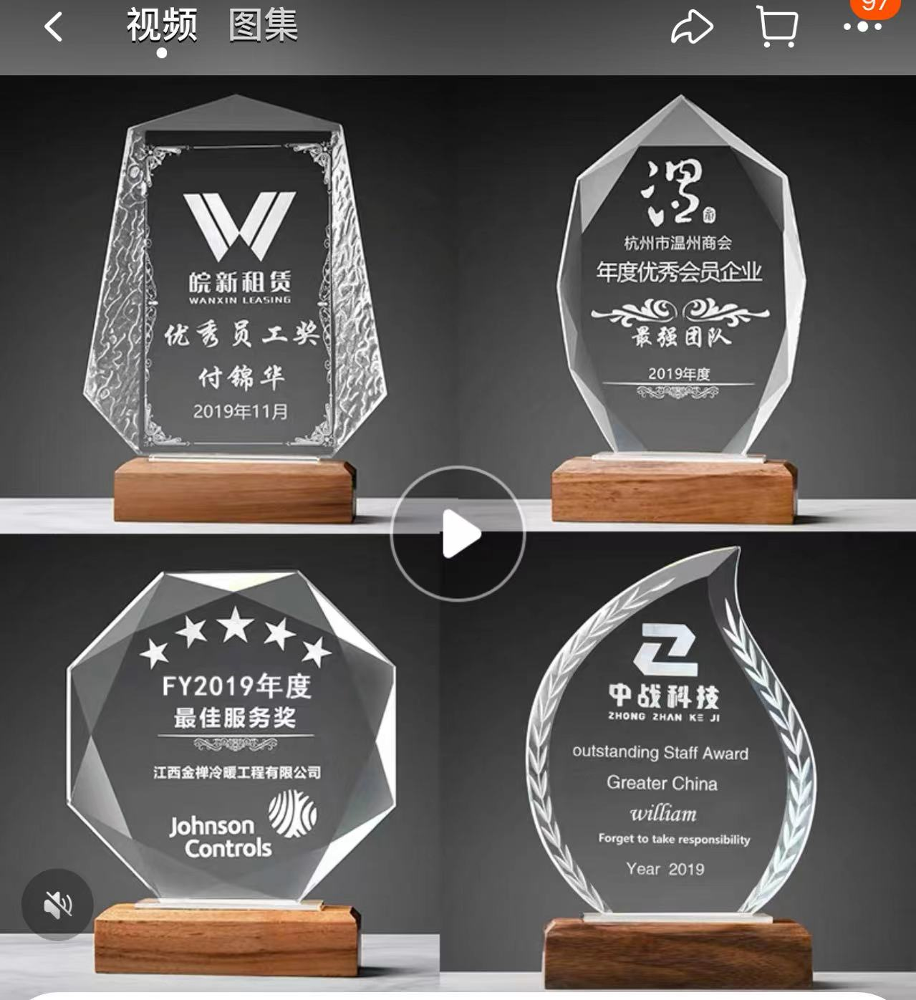 视频 图集
97
W
皖新租赁
WANXIN LEASING
优秀员工奖
付锦华
2019年11月
温
杭州市温州商会
年度优秀会员企业
最强团队
2019年度
FY2019年度
最佳服务奖
江西金禅冷暖工程有限公司
Johnson
Controls
中战科技
ZHONG ZHAN KE JI
outstanding Staff Award
Greater China
william
Forget to take responsibility
Year 2019